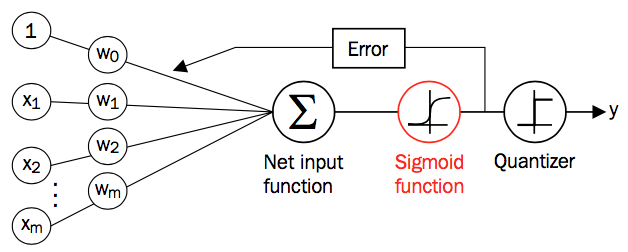 1
w0
Error
x1
w1
Σ
y
x2
w2
Net input
function
Sigmoid
function
Quantizer
wm
xm